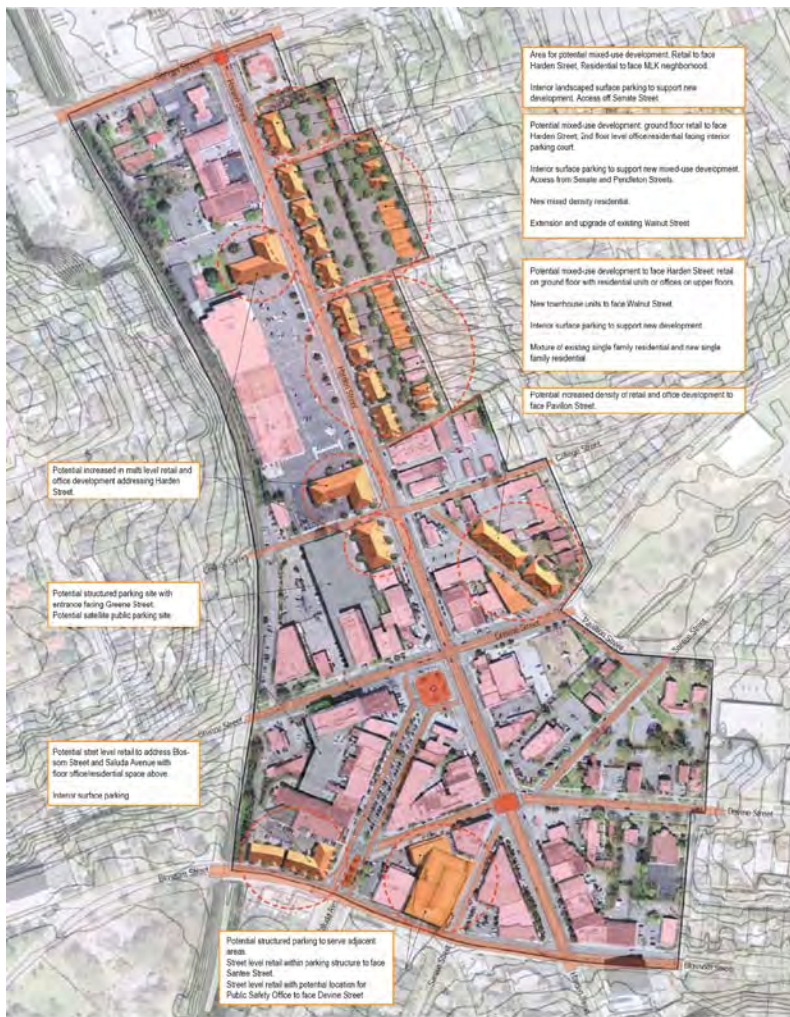 Area for potential mixed-use development. Retail to face
Harden Street, Residential to face MLK neghborhood.
Interior landscaped surface parking to support new
development. Access off Senate Street.
Potential mixed-use development: ground floor retail to face
Harden Street; 2nd floor level office/residential facing interior
parking court.
Interior surface parking to support new mixed-use development.
Access from Senate and Pendleton Streets.
New mixed density residential.
Extension and upgrade of existing Walnut Street
Potential mixed-use development to face Harden Street: retail
on ground floor with residential units or offices on upper floors.
New townhouse units to face Walnut Street
Interior surface parking to support new development.
Mixture of existing single family residential and new single
family residential
Potential increased density of retail and office development to
face Pavillon Street.
Harden Street
College Street
Potential increased in multi level retail and
office development addressing Harden
Street.
Potential structured parking site with
entrance facing Greene Street.
Potential satellite public parking site
Greene Street
Pavillon Street
Santee Street
Potential stret level retail to address Blos-
som Street and Saluda Avenue with
floor office/residential space above.
Interior surface parking
Devine Street
Blossom Street
Potential structured parking to serve adjacent
areas.
Street level retail within parking structure to face
Santee Street.
Street level retail with potential location for
Public Safety Office to face Devine Street
Santee Street
Blossom Street